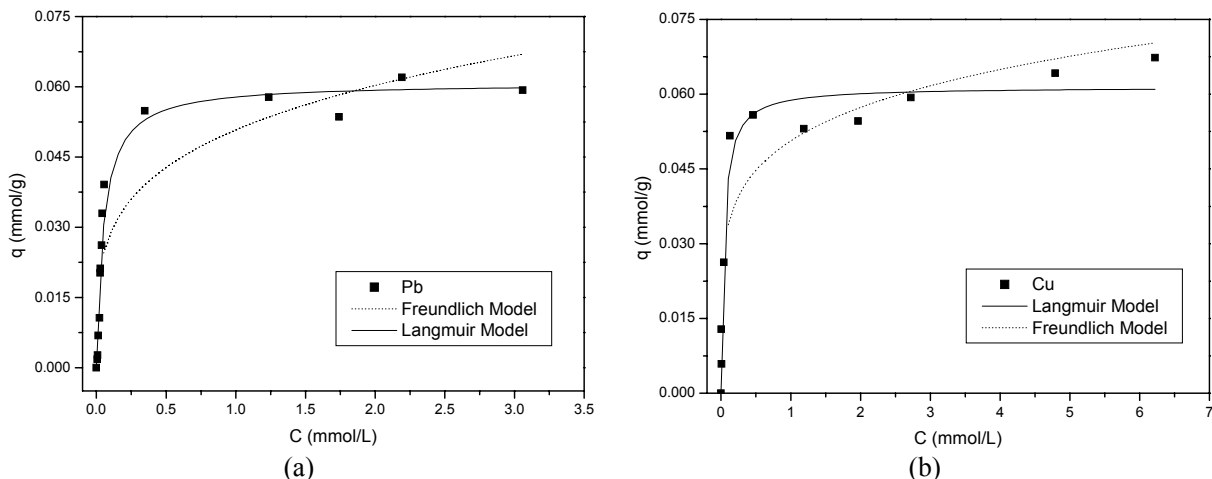 0.075
0.060
0.045
0.030
0.015
0.000
q (mmol/g)
Pb
Freundlich Model
Langmuir Model
0.0 0.5 1.0 1.5 2.0 2.5 3.0 3.5
C (mmol/L)
(a)
0.075
0.060
0.045
0.030
0.015
0.000
q (mmol/g)
Cu
Langmuir Model
Freundlich Model
0 1 2 3 4 5 6 7
C (mmol/L)
(b)